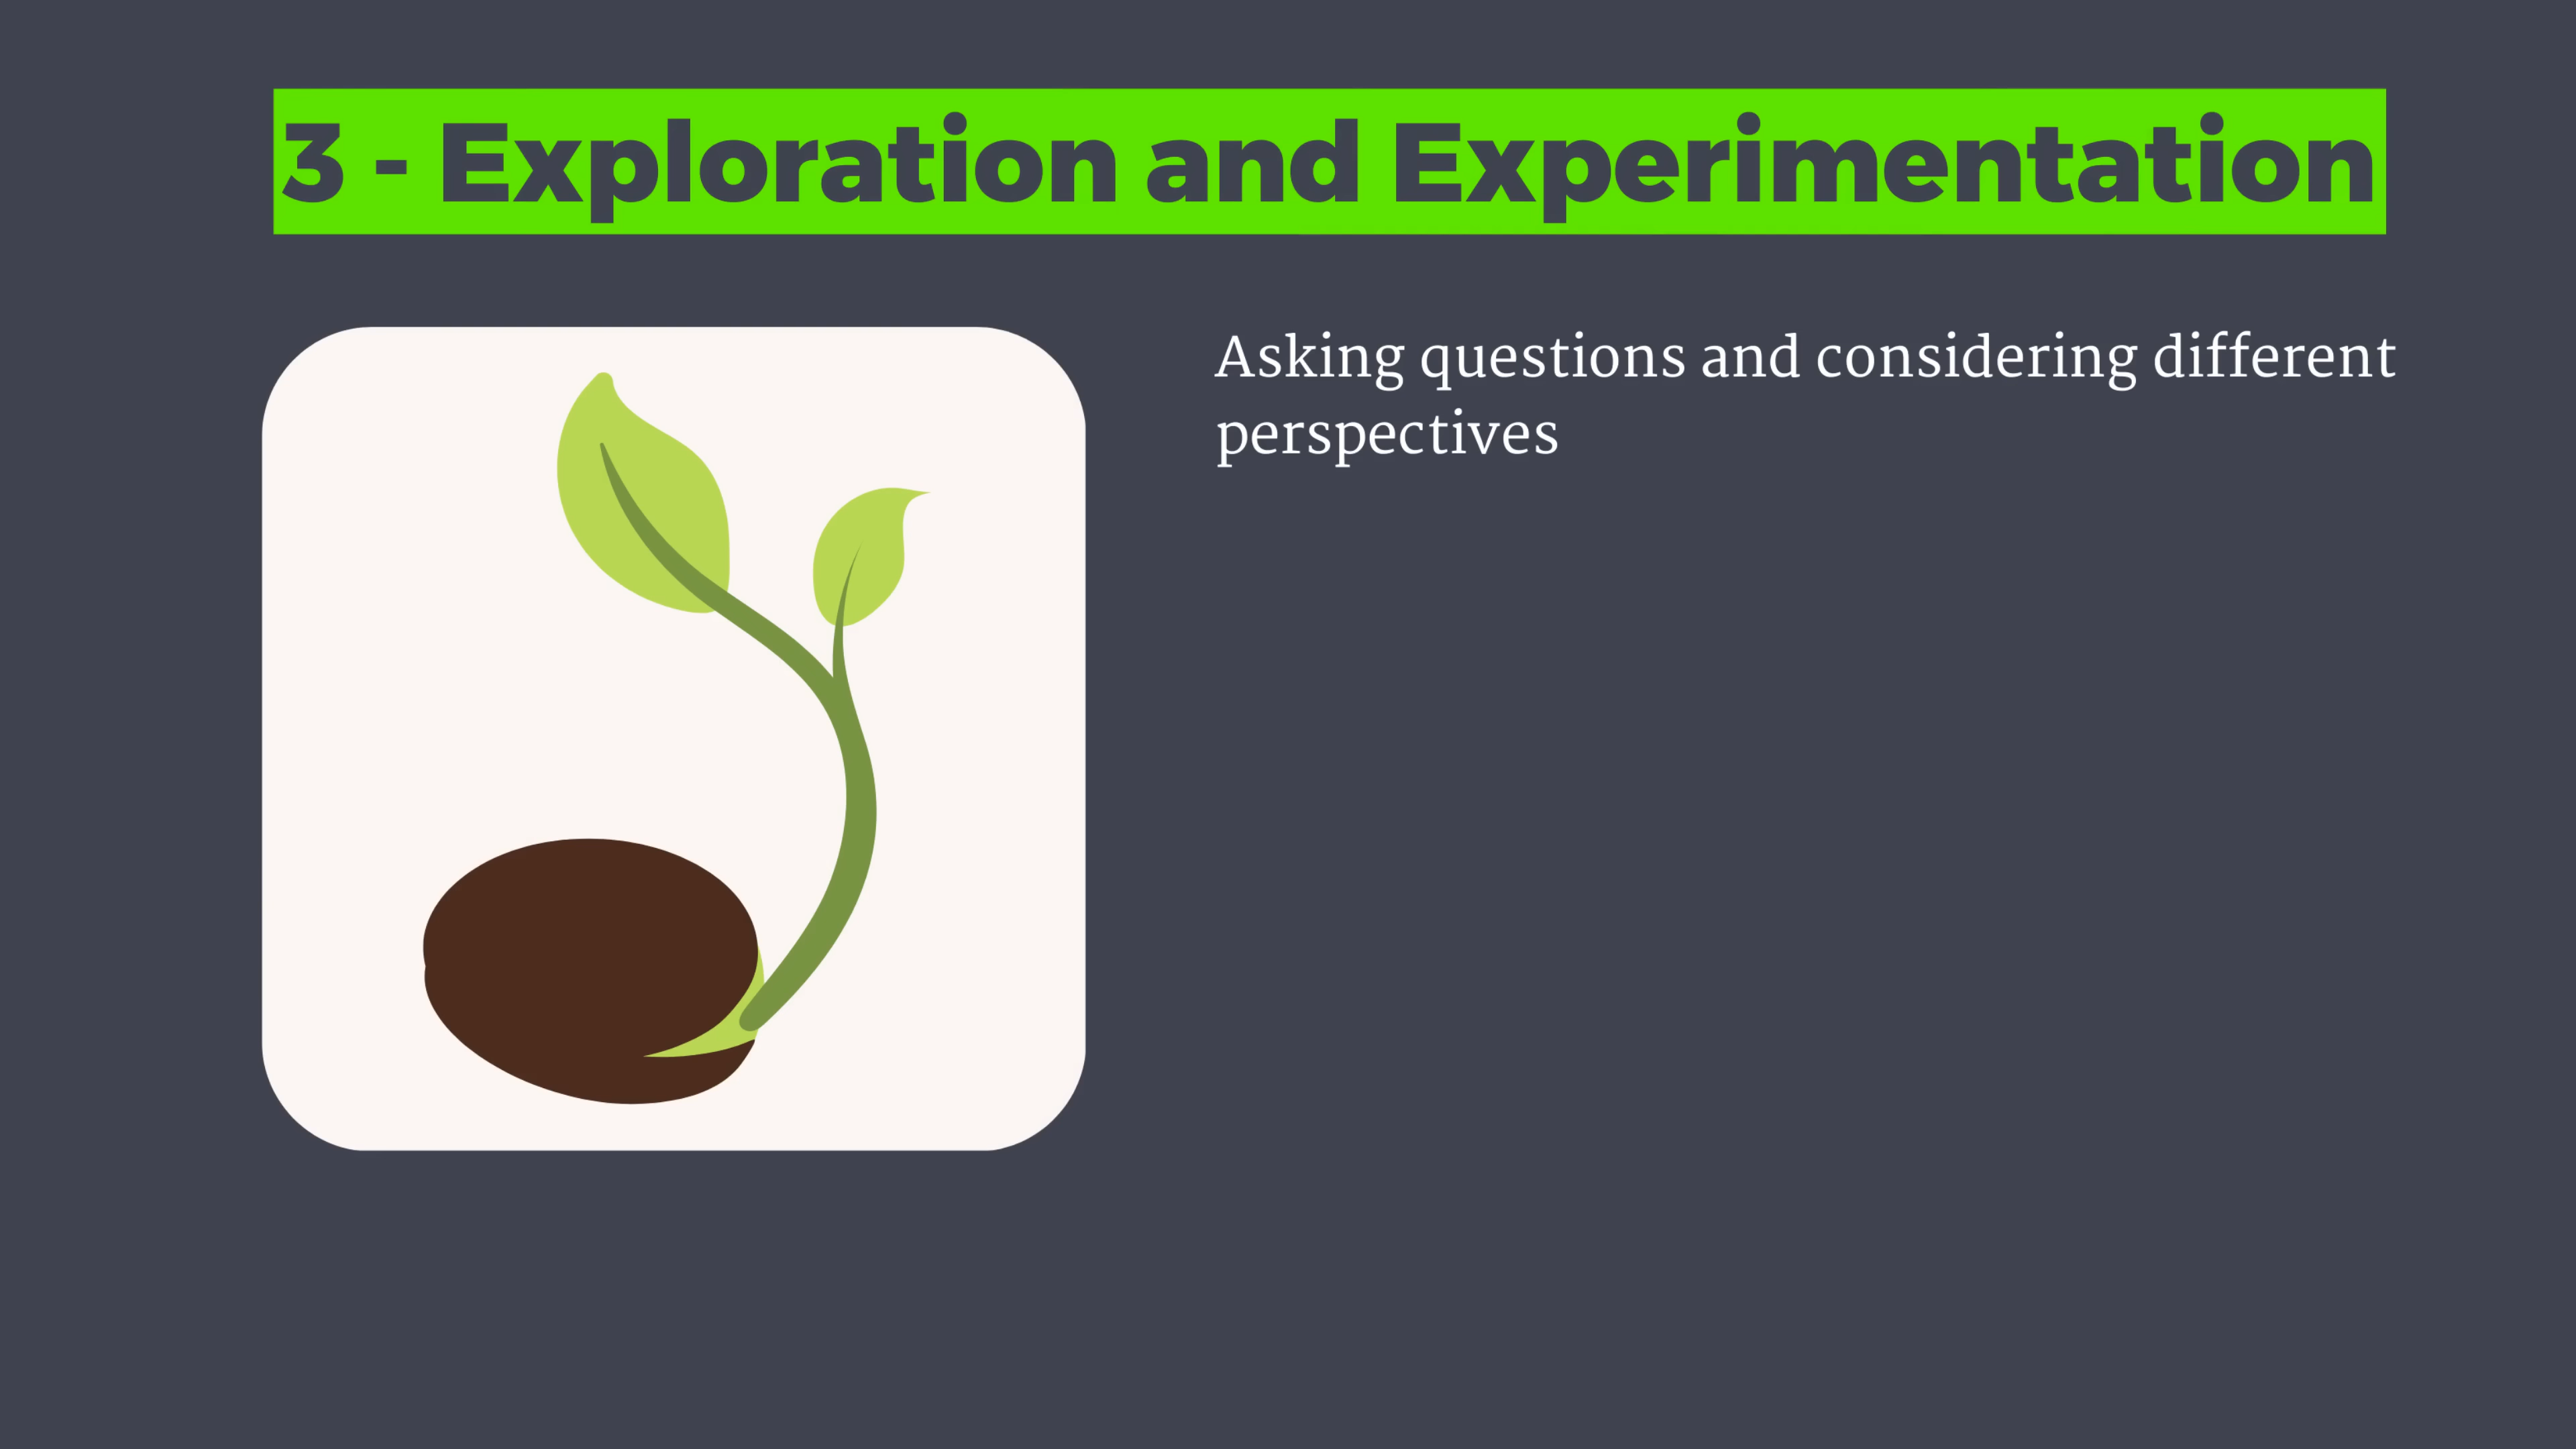 3 - Exploration and Experimentation
Asking questions and considering different
perspectives